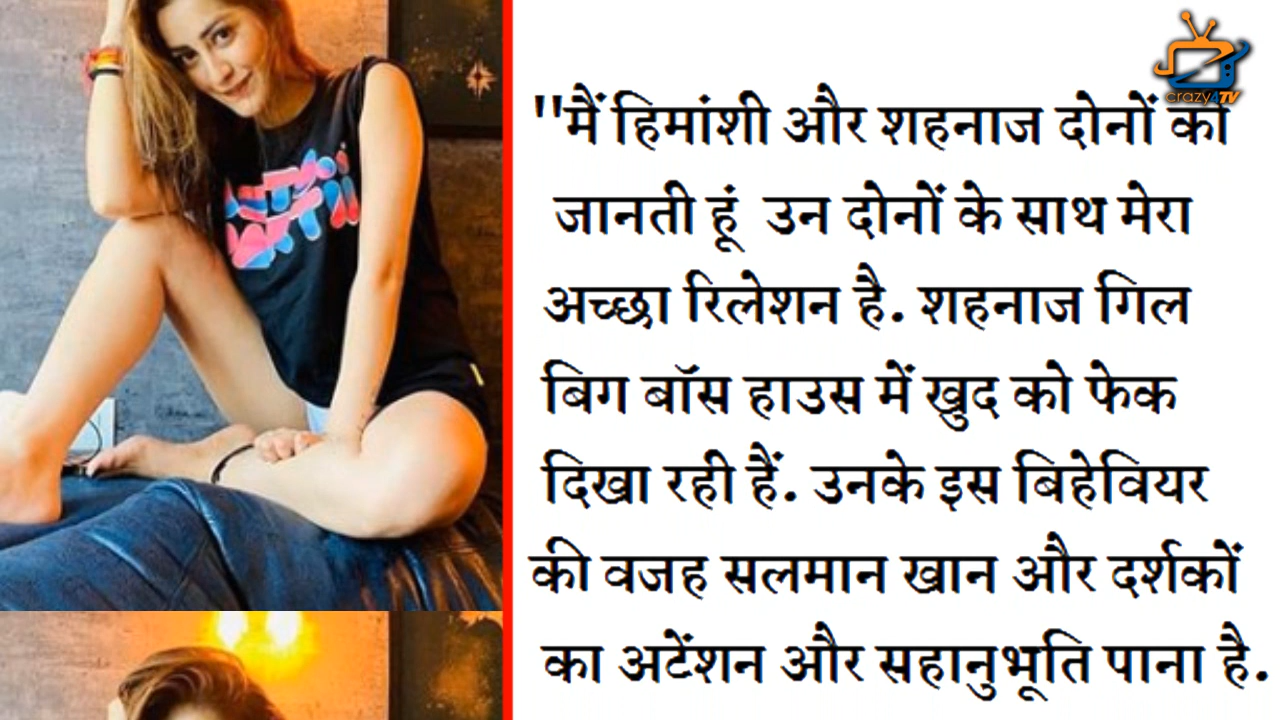 crazy4TV
"मैं हिमांशी और शहनाज दोनों को
जानती हूं उन दोनों के साथ मेरा
अच्छा रिलेशन है. शहनाज गिल
बिग बॉस हाउस में खुद को फेक
दिखा रही हैं. उनके इस बिहेवियर
की वजह सलमान खान और दर्शकों
का अटेंशन और सहानुभूति पाना है.